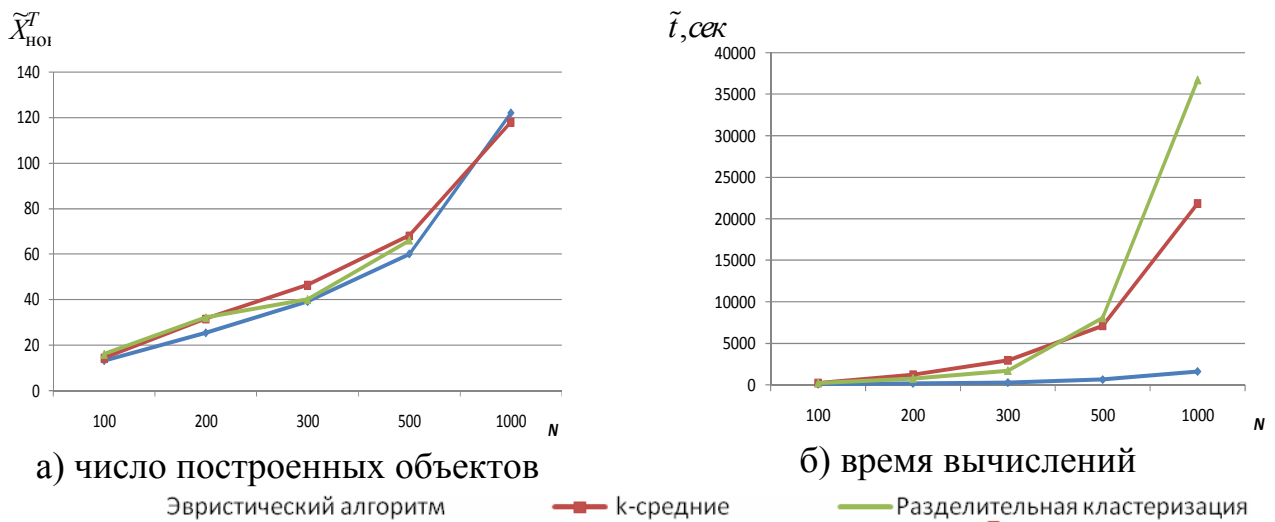 X̃ᵀнов t̃,сек
140
120
100
80
60
40
20
0
100 200 300 500 1000 N
40000
35000
30000
25000
20000
15000
10000
5000
0
100 200 300 500 1000 N
а) число построенных объектов
б) время вычислений
Эвристический алгоритм k-средние Разделительная кластеризация